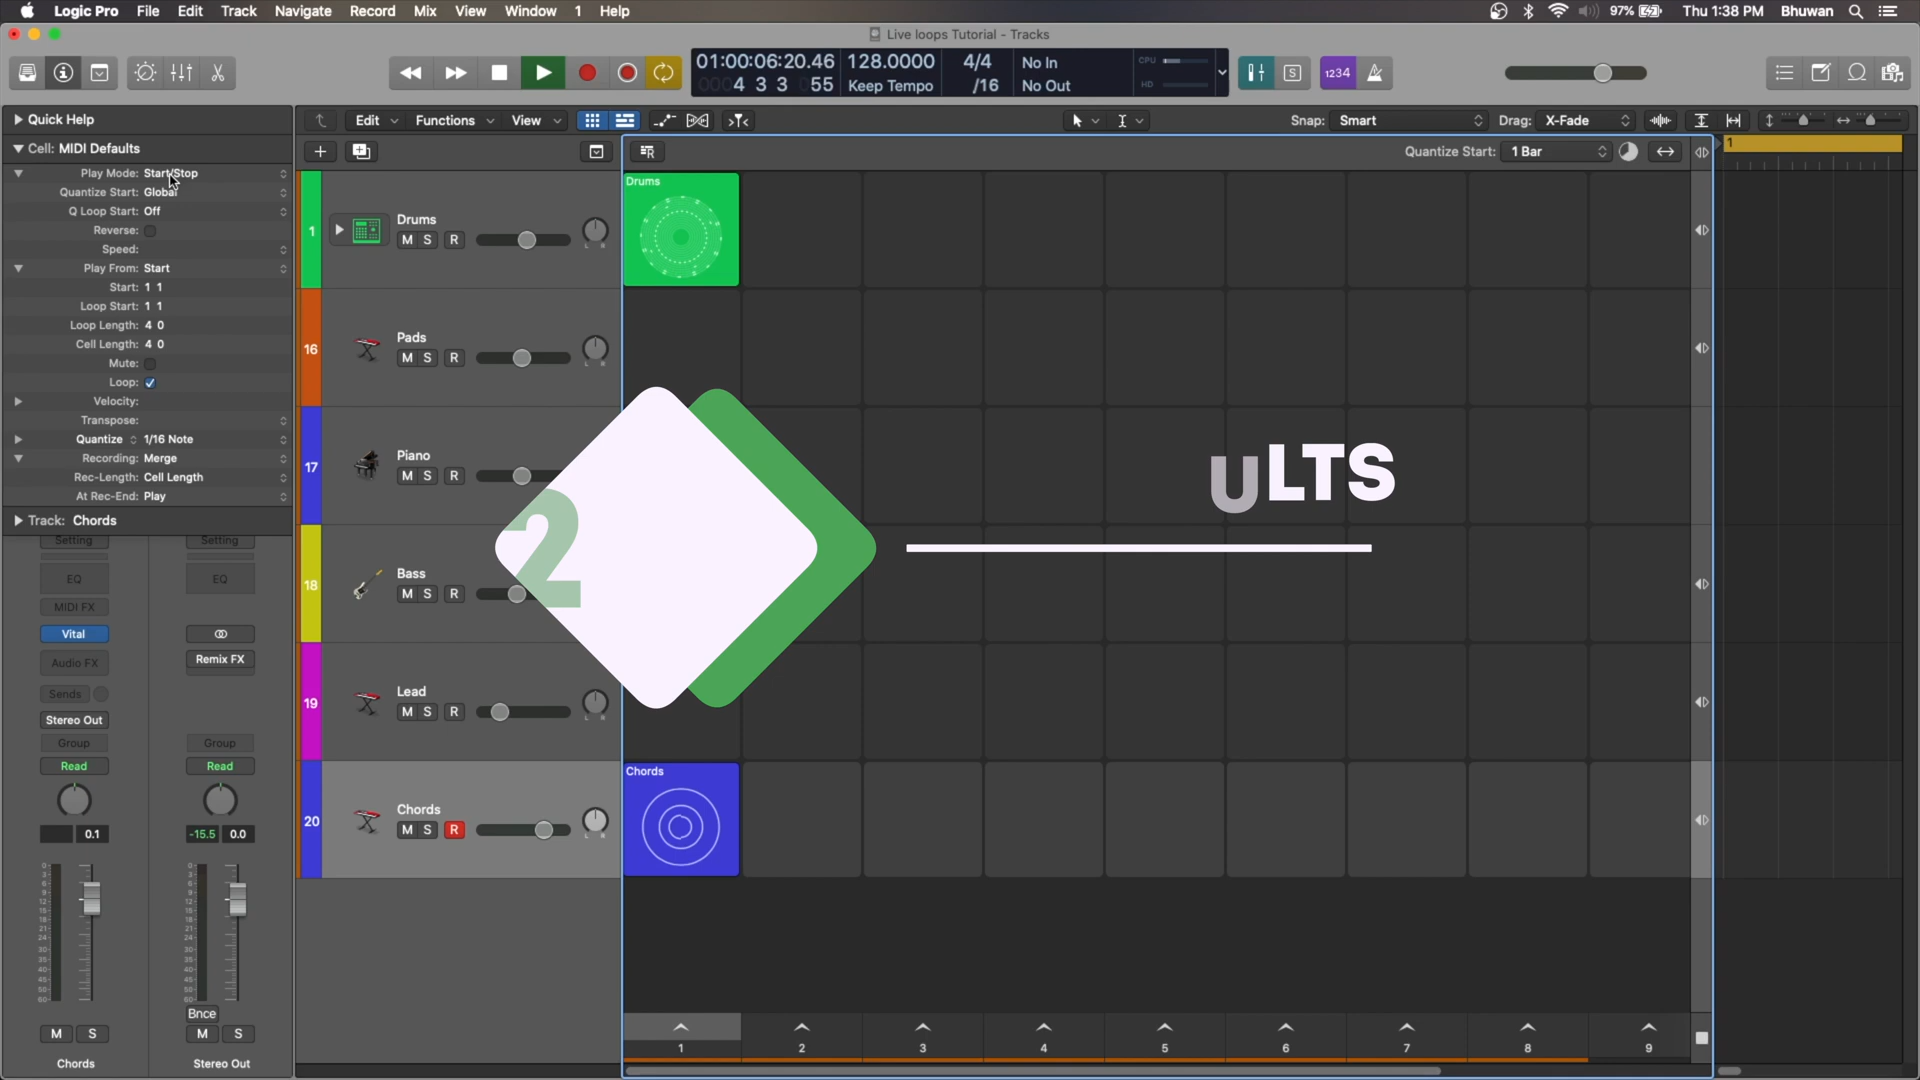 Logic Pro File Edit Track Navigate Record Mix View Window 1 Help 97% Thu 1:38 PM Bhuwan
Live loops Tutorial - Tracks
01:00:06:20.46 128.0000 4/4 No In CPU
0004 3 3 055 Keep Tempo /16 No Out HD
S 1234
Quick Help
Edit Functions View Snap: Smart Drag: X-Fade
Cell: MIDI Defaults
Quantize Start: 1 Bar
1
Play Mode: Start/Stop
Quantize Start: Global
Q Loop Start: Off
Reverse:
Speed:
Play From: Start
Start: 1 1
Loop Start: 1 1
Loop Length: 4 0
Cell Length: 4 0
Mute:
Loop:
Velocity:
Transpose:
Quantize 1/16 Note
Recording: Merge
Rec-Length: Cell Length
At Rec-End: Play
Track: Chords
Setting Setting
EQ EQ
MIDI FX
Vital
Audio FX Remix FX
Sends
Stereo Out
Group Group
Read Read
0.1 -15.5 0.0
Bnce
M S M S
Chords Stereo Out
1 Drums
M S R
16 Pads
M S R
17 Piano
M S R
18 Bass
M S R
19 Lead
M S R
20 Chords
M S R
Drums
Chords
2
ULTS
1 2 3 4 5 6 7 8 9